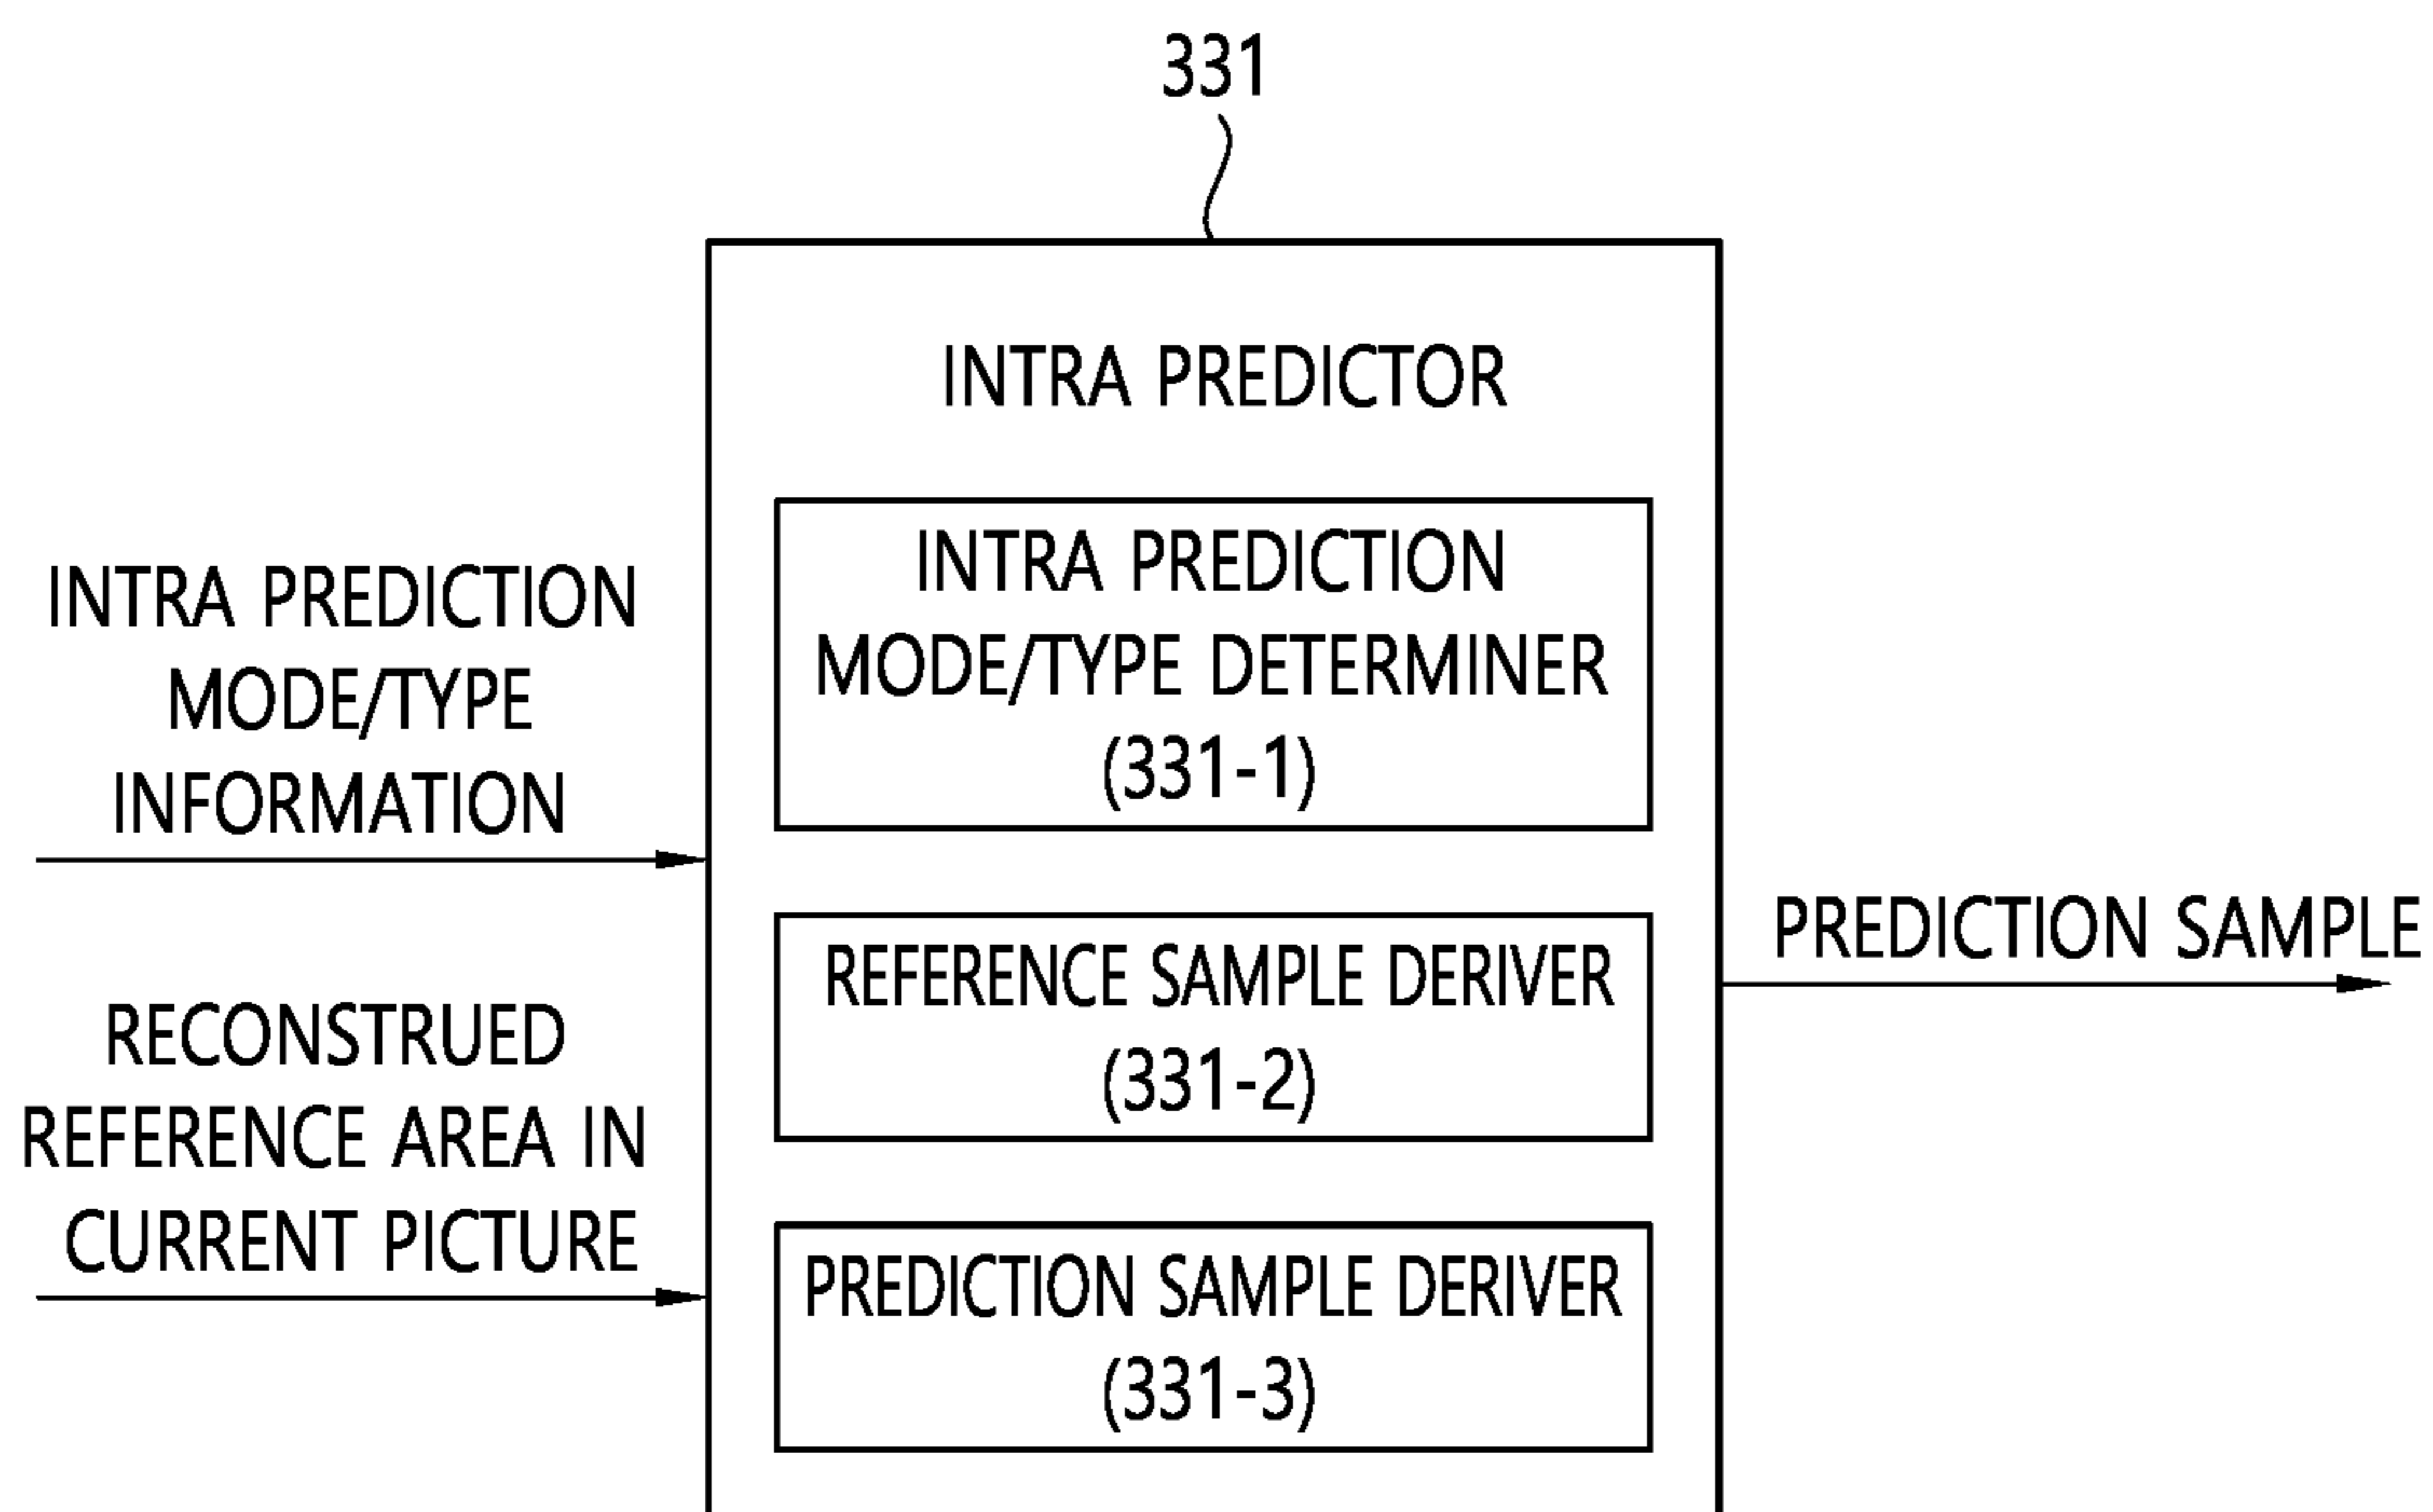 331
INTRA PREDICTOR
INTRA PREDICTION
MODE/TYPE
INFORMATION
RECONSTRUED
REFERENCE AREA IN
CURRENT PICTURE
INTRA PREDICTION
MODE/TYPE DETERMINER
(331-1)
REFERENCE SAMPLE DERIVER
(331-2)
PREDICTION SAMPLE DERIVER
(331-3)
PREDICTION SAMPLE